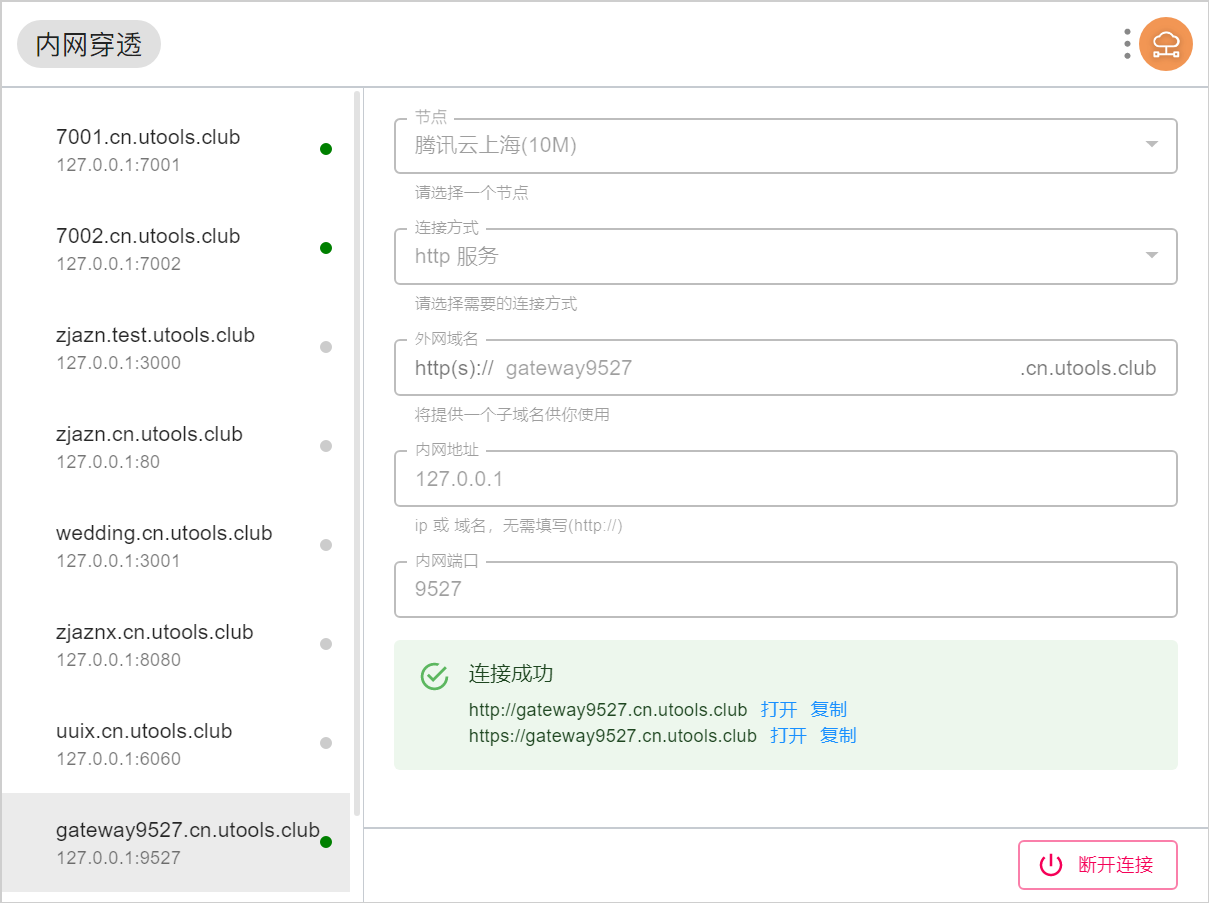 内网穿透
7001.cn.utools.club
127.0.0.1:7001
7002.cn.utools.club
127.0.0.1:7002
zjazn.test.utools.club
127.0.0.1:3000
zjazn.cn.utools.club
127.0.0.1:80
wedding.cn.utools.club
127.0.0.1:3001
zjaznx.cn.utools.club
127.0.0.1:8080
uuix.cn.utools.club
127.0.0.1:6060
gateway9527.cn.utools.club
127.0.0.1:9527
节点
腾讯云上海(10M)
请选择一个节点
连接方式
http 服务
请选择需要的连接方式
外网域名
http(s):// gateway9527 .cn.utools.club
将提供一个子域名供你使用
内网地址
127.0.0.1
ip 或 域名，无需填写(http://)
内网端口
9527
连接成功
http://gateway9527.cn.utools.club 打开 复制
https://gateway9527.cn.utools.club 打开 复制
断开连接